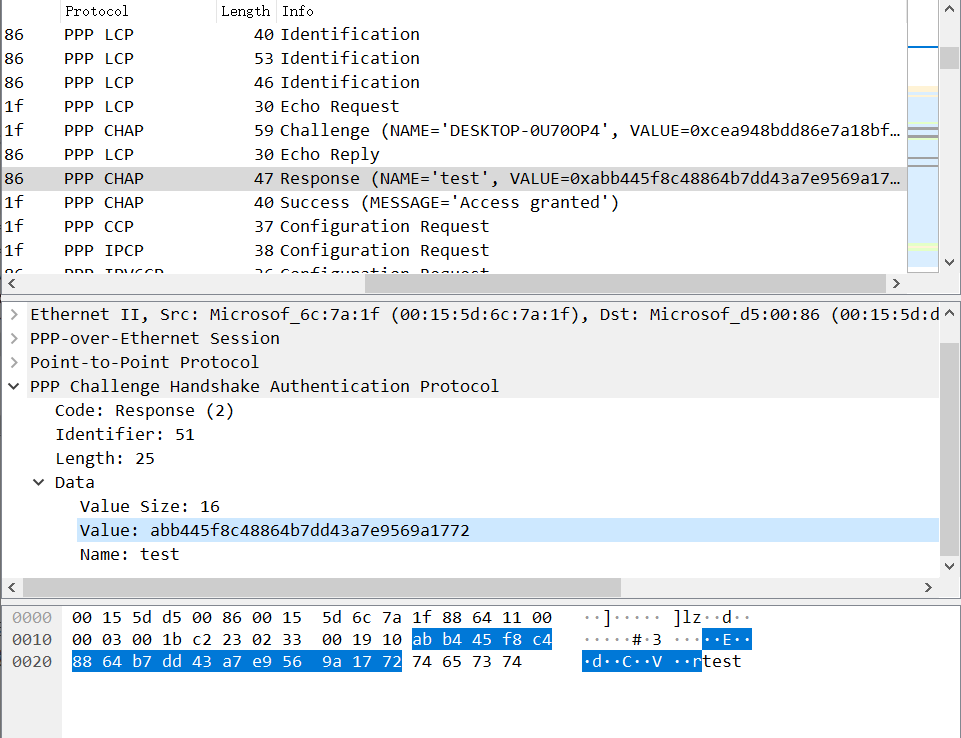 Protocol Length Info
86 PPP LCP 40 Identification
86 PPP LCP 53 Identification
86 PPP LCP 46 Identification
1f PPP LCP 30 Echo Request
1f PPP CHAP 59 Challenge (NAME='DESKTOP-0U70OP4', VALUE=0xcea948bdd86e7a18bf…
86 PPP LCP 30 Echo Reply
86 PPP CHAP 47 Response (NAME='test', VALUE=0xabb445f8c48864b7dd43a7e9569a17…
1f PPP CHAP 40 Success (MESSAGE='Access granted')
1f PPP CCP 37 Configuration Request
1f PPP IPCP 38 Configuration Request
86 PPP IPV6CP 36 Configuration Request
Ethernet II, Src: Microsof_6c:7a:1f (00:15:5d:6c:7a:1f), Dst: Microsof_d5:00:86 (00:15:5d:d
PPP-over-Ethernet Session
Point-to-Point Protocol
PPP Challenge Handshake Authentication Protocol
Code: Response (2)
Identifier: 51
Length: 25
Data
Value Size: 16
Value: abb445f8c48864b7dd43a7e9569a1772
Name: test
0000 00 15 5d d5 00 86 00 15 5d 6c 7a 1f 88 64 11 00 ··]····· ]lz··d··
0010 00 03 00 1b c2 23 02 33 00 19 10 ab b4 45 f8 c4 ·····#·3 ·····E··
0020 88 64 b7 dd 43 a7 e9 56 9a 17 72 74 65 73 74 ·d··C··V ··rtest